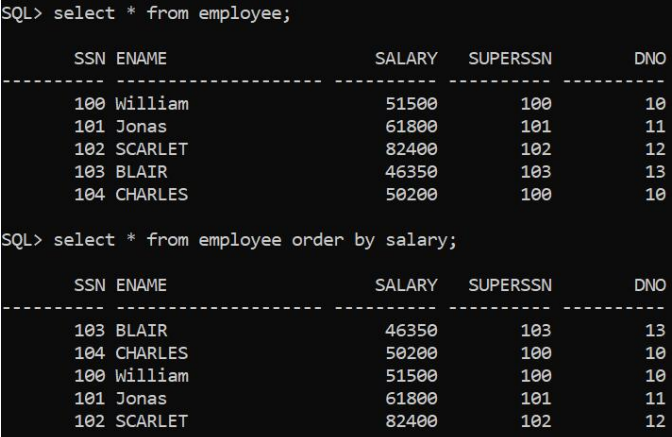 SQL> select * from employee;
SSN ENAME SALARY SUPERSSN DNO
---------- -------------------- ---------- ---------- ----------
100 William 51500 100 10
101 Jonas 61800 101 11
102 SCARLET 82400 102 12
103 BLAIR 46350 103 13
104 CHARLES 50200 100 10
SQL> select * from employee order by salary;
SSN ENAME SALARY SUPERSSN DNO
---------- -------------------- ---------- ---------- ----------
103 BLAIR 46350 103 13
104 CHARLES 50200 100 10
100 William 51500 100 10
101 Jonas 61800 101 11
102 SCARLET 82400 102 12